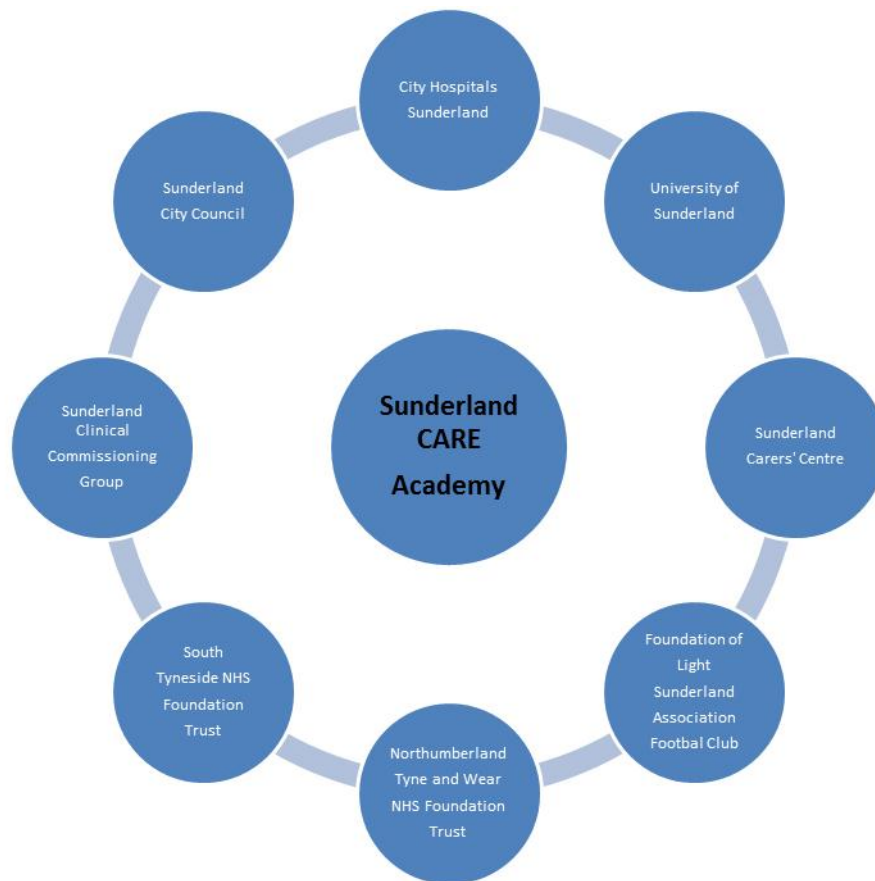 City Hospitals
Sunderland
University of
Sunderland
Sunderland
Carers' Centre
Foundation of
Light
Sunderland
Association
Footbal Club
Northumberland
Tyne and Wear
NHS Foundation
Trust
South
Tyneside NHS
Foundation
Trust
Sunderland
Clinical
Commissioning
Group
Sunderland
City Council
Sunderland
CARE
Academy